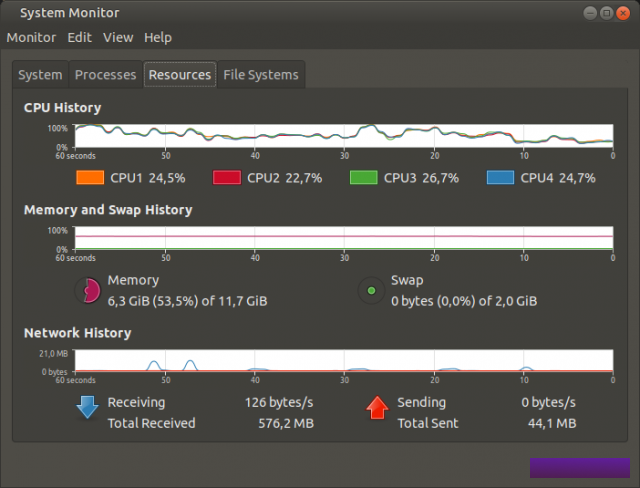 System Monitor
Monitor Edit View Help
System Processes Resources File Systems
CPU History
100%
0%
60 seconds 50 40 30 20 10 0
CPU1 24,5% CPU2 22,7% CPU3 26,7% CPU4 24,7%
Memory and Swap History
100%
0%
60 seconds 50 40 30 20 10 0
Memory Swap
6,3 GiB (53,5%) of 11,7 GiB 0 bytes (0,0%) of 2,0 GiB
Network History
21,0 MB
0 bytes
60 seconds 50 40 30 20 10 0
Receiving 126 bytes/s Sending 0 bytes/s
Total Received 576,2 MB Total Sent 44,1 MB